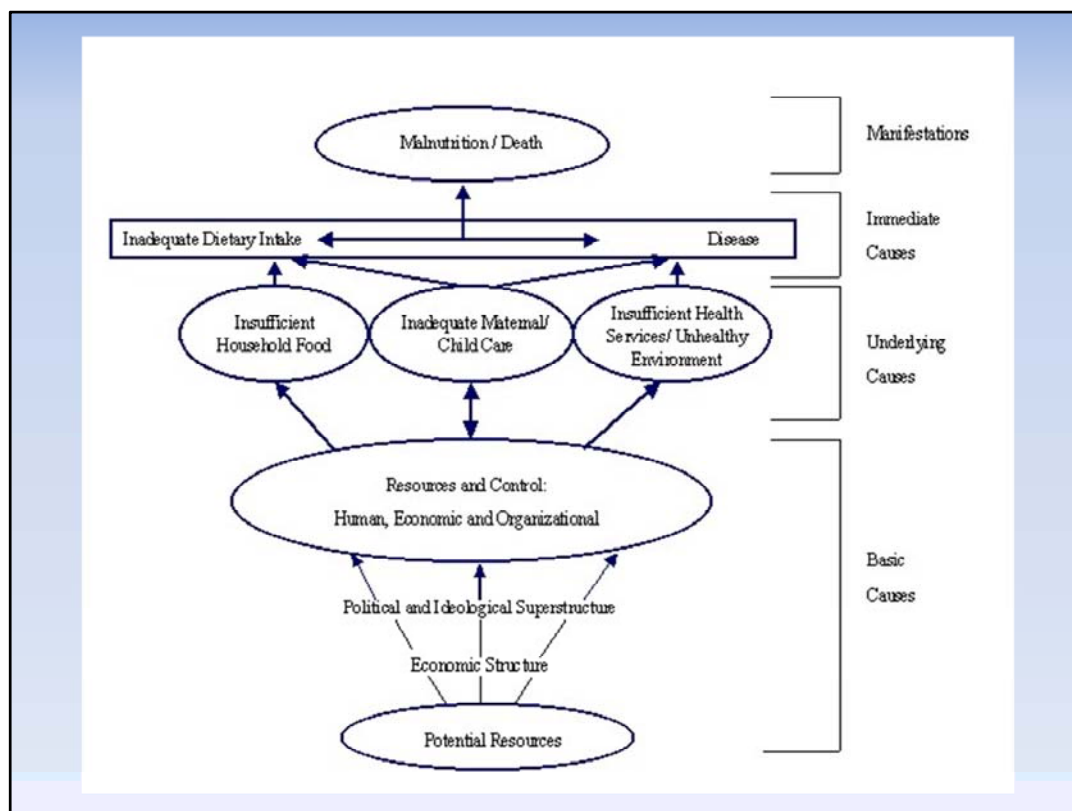 Malnutrition / Death
Manifestations
Inadequate Dietary Intake
Disease
Immediate
Causes
Insufficient
Household Food
Inadequate Maternal/
Child Care
Insufficient Health
Services/ Unhealthy
Environment
Underlying
Causes
Resources and Control:
Human, Economic and Organizational
Basic
Causes
Political and Ideological Superstructure
Economic Structure
Potential Resources